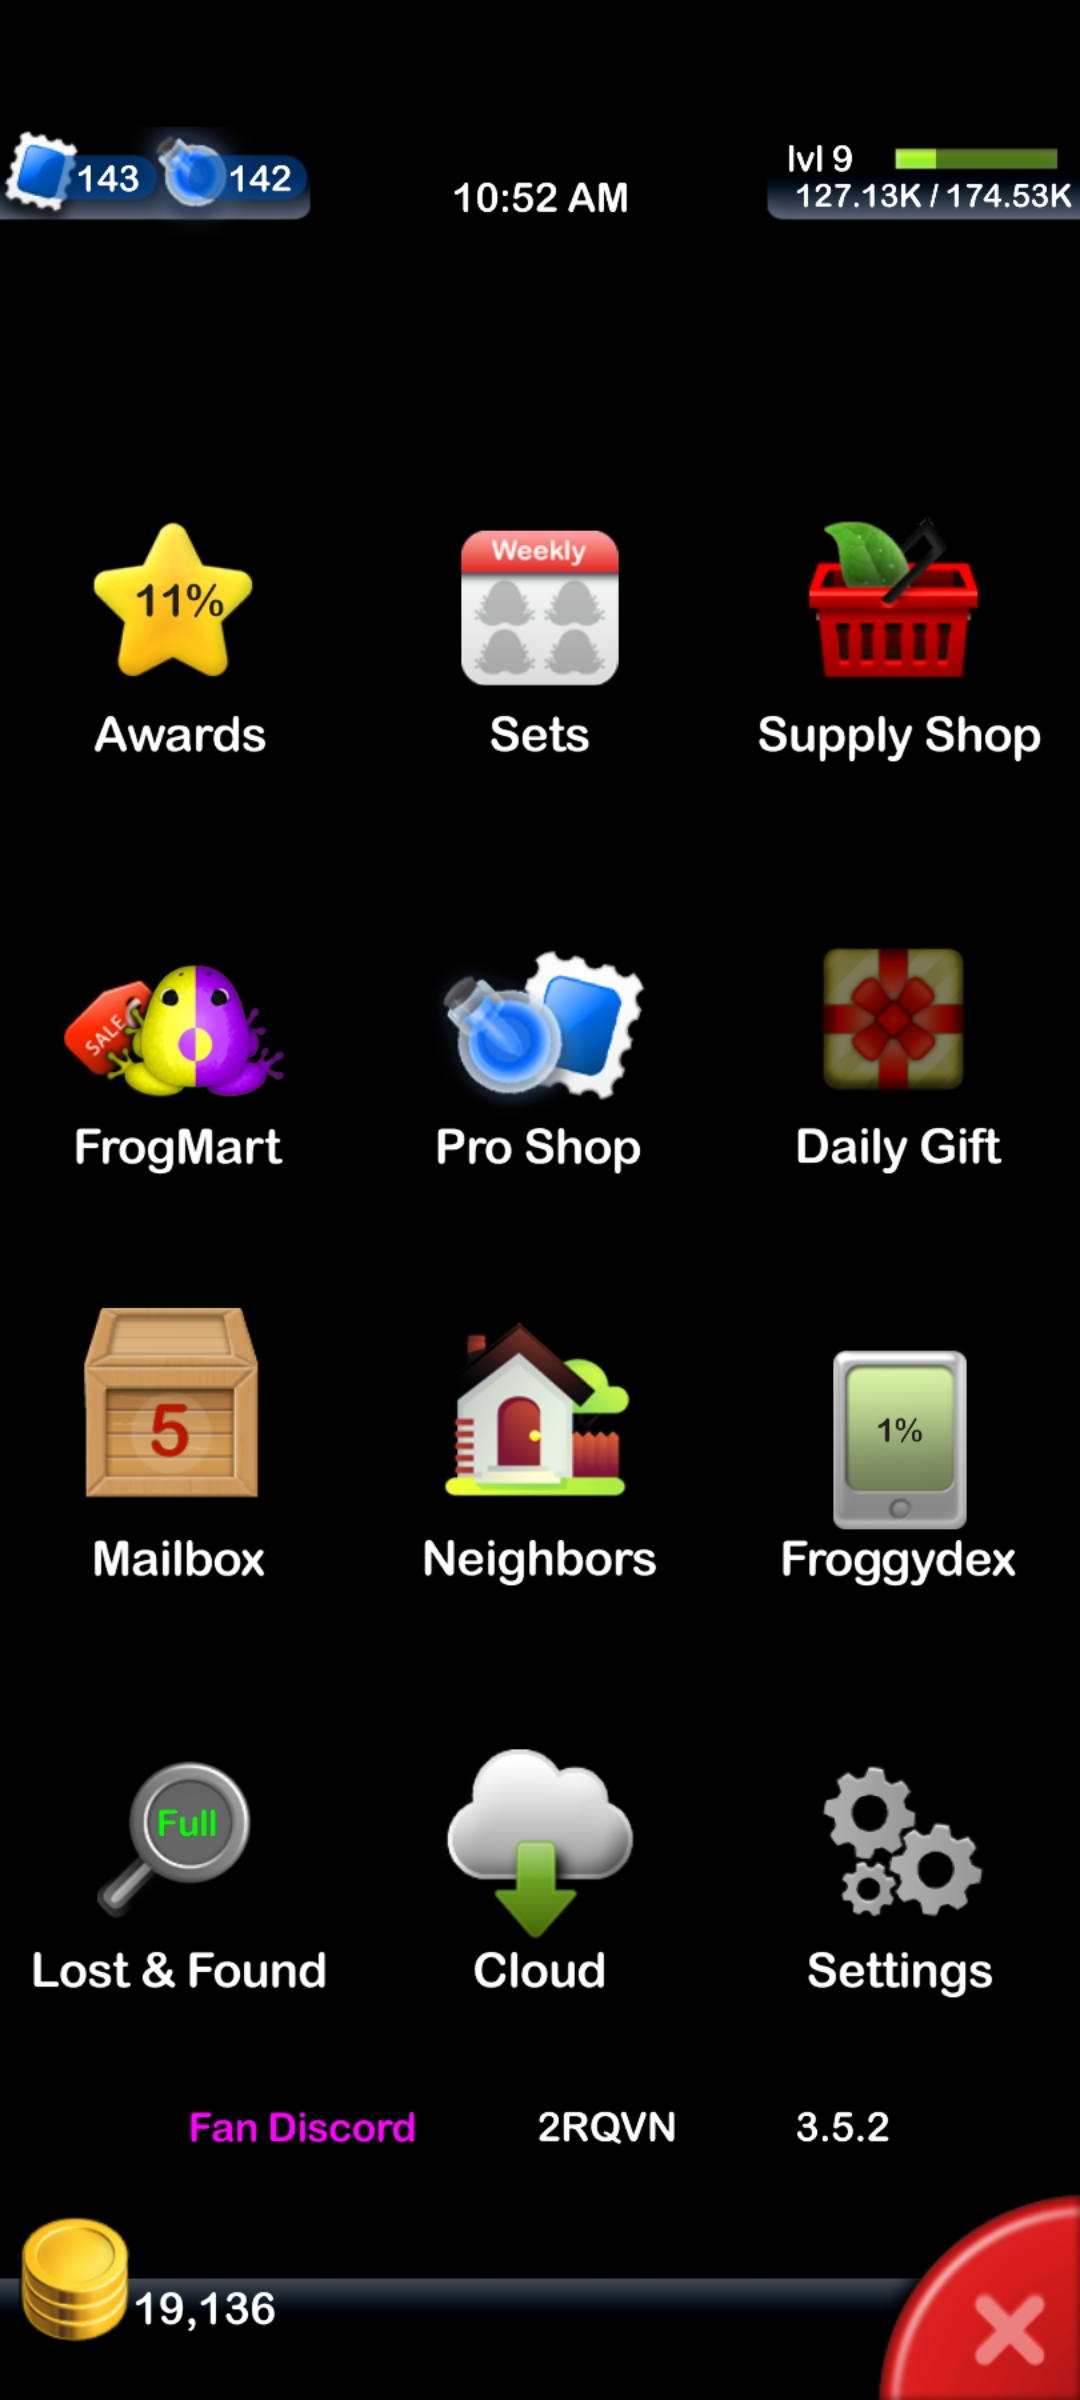 143 142 10:52 AM lvl 9
127.13K / 174.53K
11% Weekly
Awards Sets Supply Shop
SALE
FrogMart Pro Shop Daily Gift
5 1%
Mailbox Neighbors Froggydex
Full
Lost & Found Cloud Settings
Fan Discord 2RQVN 3.5.2
19,136